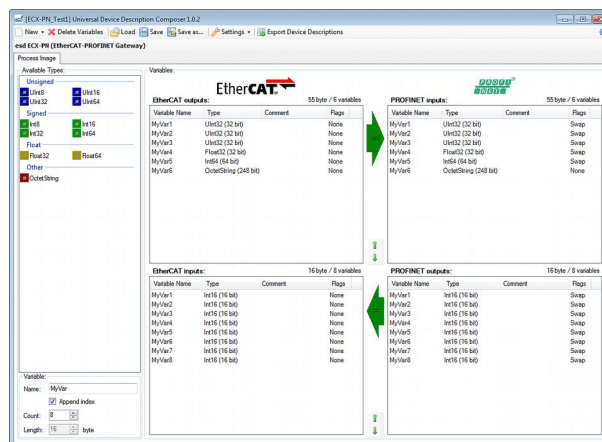 [ECX-PN_Test1] Universal Device Description Composer 1.0.2
New Delete Variables Load Save Save as... Settings Export Device Descriptions
esd ECX-PN (EtherCAT-PROFINET Gateway)
Process Image
Available Types:
Unsigned
UInt8 UInt16
UInt32 UInt64
Signed
Int8 Int16
Int32 Int64
Float
Float32 Float64
Other
OctetString
Variable:
Name: MyVar
Append index
Count: 8
Length: 16 byte
Variables:
EtherCAT
EtherCAT outputs: 55 byte / 6 variables
Variable Name Type Comment Flags
MyVar1 UInt32 (32 bit) None
MyVar2 UInt32 (32 bit) None
MyVar3 UInt32 (32 bit) None
MyVar4 Float32 (32 bit) None
MyVar5 Int64 (64 bit) None
MyVar6 OctetString (248 bit) None
PROFI
NET
PROFINET inputs: 55 byte / 6 variables
Variable Name Type Comment Flags
MyVar1 UInt32 (32 bit) Swap
MyVar2 UInt32 (32 bit) Swap
MyVar3 UInt32 (32 bit) Swap
MyVar4 Float32 (32 bit) Swap
MyVar5 Int64 (64 bit) Swap
MyVar6 OctetString (248 bit) None
EtherCAT inputs: 16 byte / 8 variables
Variable Name Type Comment Flags
MyVar1 Int16 (16 bit) None
MyVar2 Int16 (16 bit) None
MyVar3 Int16 (16 bit) None
MyVar4 Int16 (16 bit) None
MyVar5 Int16 (16 bit) None
MyVar6 Int16 (16 bit) None
MyVar7 Int16 (16 bit) None
MyVar8 Int16 (16 bit) None
PROFINET outputs: 16 byte / 8 variables
Variable Name Type Comment Flags
MyVar1 Int16 (16 bit) Swap
MyVar2 Int16 (16 bit) Swap
MyVar3 Int16 (16 bit) Swap
MyVar4 Int16 (16 bit) Swap
MyVar5 Int16 (16 bit) Swap
MyVar6 Int16 (16 bit) Swap
MyVar7 Int16 (16 bit) Swap
MyVar8 Int16 (16 bit) Swap